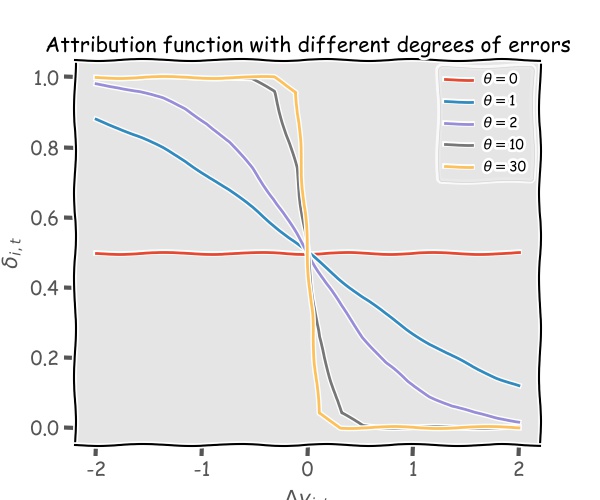 Attribution function with different degrees of errors
θ = 0
θ = 1
θ = 2
θ = 10
θ = 30
δi,t
1.0
0.8
0.6
0.4
0.2
0.0
-2 -1 0 1 2